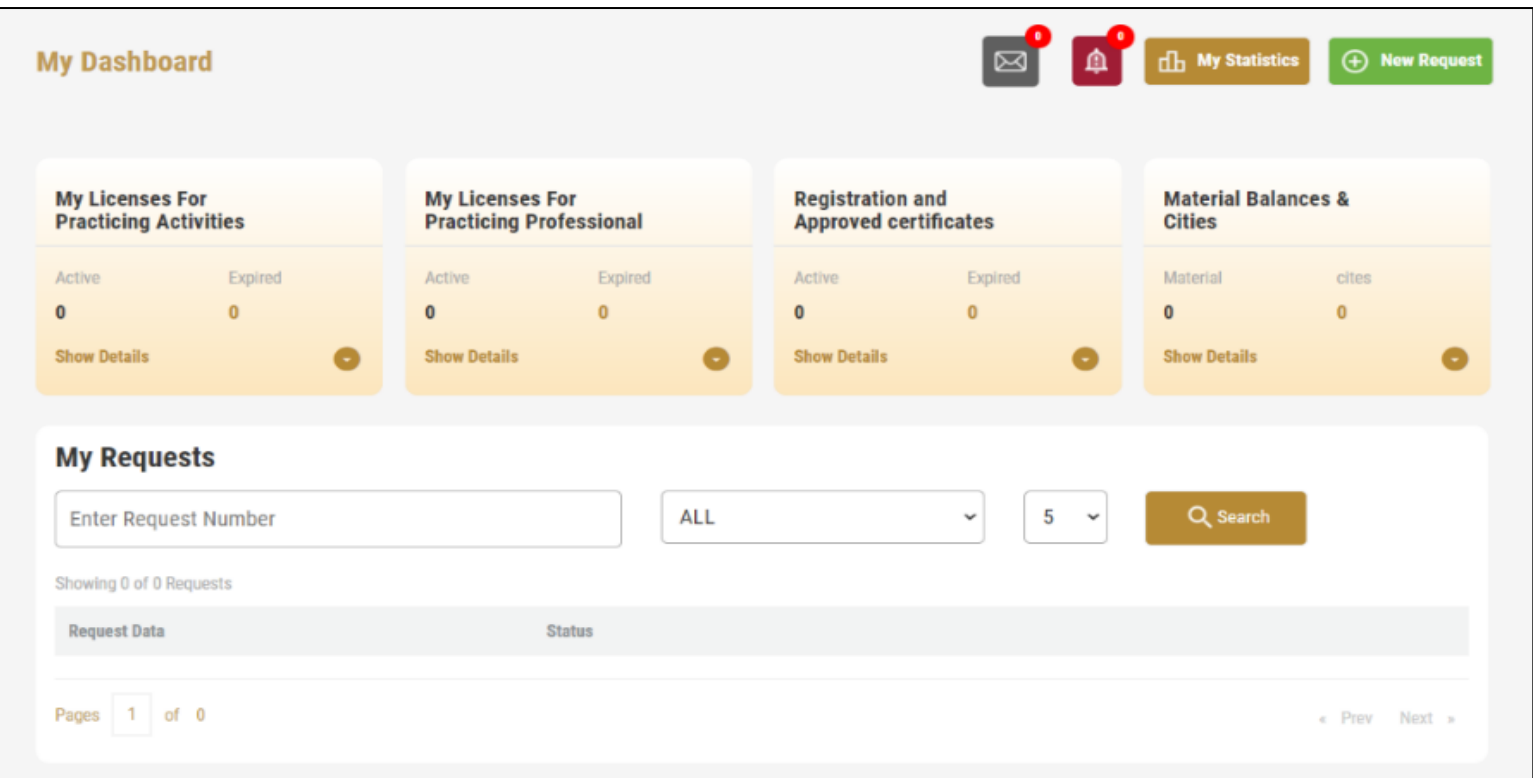 My Dashboard
0
0
My Statistics
New Request
My Licenses For
Practicing Activities
Active Expired
0 0
Show Details
My Licenses For
Practicing Professional
Active Expired
0 0
Show Details
Registration and
Approved certificates
Active Expired
0 0
Show Details
Material Balances &
Cities
Material cites
0 0
Show Details
My Requests
Enter Request Number ALL 5 Search
Showing 0 of 0 Requests
Request Data Status
Pages 1 of 0 « Prev Next »